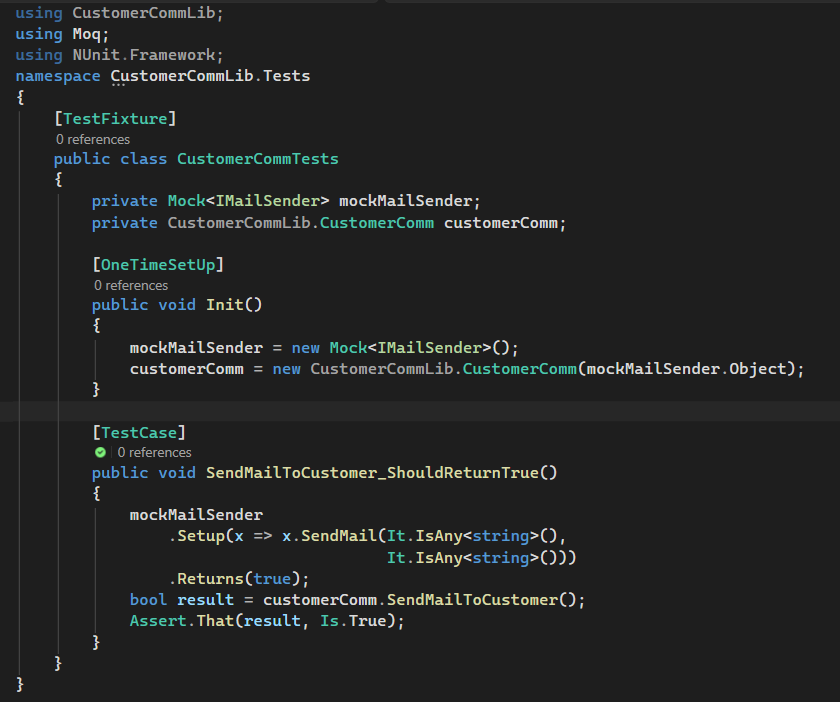 using CustomerCommLib;
using Moq;
using NUnit.Framework;
namespace CustomerCommLib.Tests
{
    [TestFixture]
    0 references
    public class CustomerCommTests
    {
        private Mock<IMailSender> mockMailSender;
        private CustomerCommLib.CustomerComm customerComm;

        [OneTimeSetUp]
        0 references
        public void Init()
        {
            mockMailSender = new Mock<IMailSender>();
            customerComm = new CustomerCommLib.CustomerComm(mockMailSender.Object);
        }

        [TestCase]
        0 references
        public void SendMailToCustomer_ShouldReturnTrue()
        {
            mockMailSender
                .Setup(x => x.SendMail(It.IsAny<string>(),
                                       It.IsAny<string>()))
                .Returns(true);
            bool result = customerComm.SendMailToCustomer();
            Assert.That(result, Is.True);
        }
    }
}